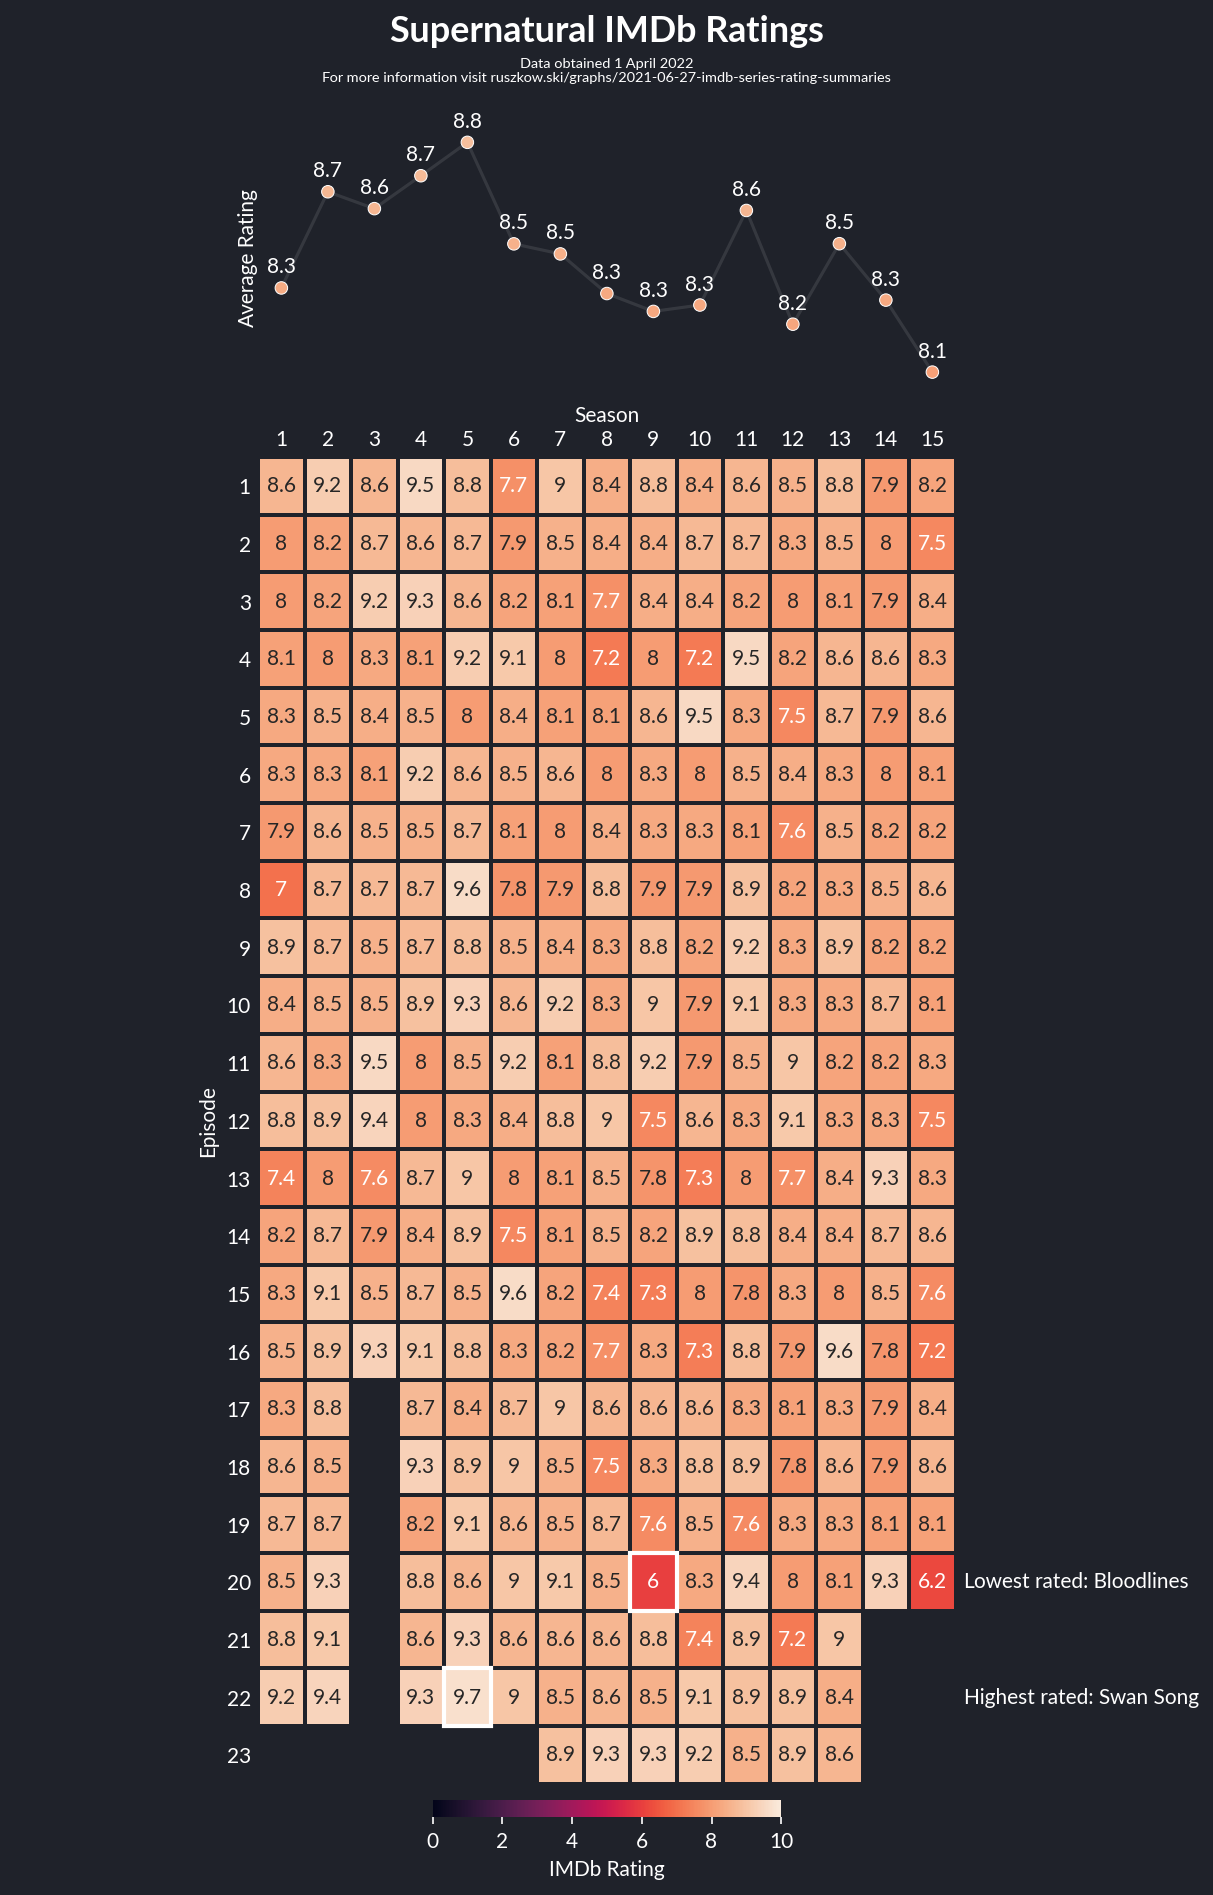 Supernatural IMDb Ratings
Data obtained 1 April 2022
For more information visit ruszkow.ski/graphs/2021-06-27-imdb-series-rating-summaries
Average Rating
8.3 8.7 8.6 8.7 8.8 8.5 8.5 8.3 8.3 8.3 8.6 8.2 8.5 8.3 8.1
Season
1 2 3 4 5 6 7 8 9 10 11 12 13 14 15
Episode
1 8.6 9.2 8.6 9.5 8.8 7.7 9 8.4 8.8 8.4 8.6 8.5 8.8 7.9 8.2
2 8 8.2 8.7 8.6 8.7 7.9 8.5 8.4 8.4 8.7 8.7 8.3 8.5 8 7.5
3 8 8.2 9.2 9.3 8.6 8.2 8.1 7.7 8.4 8.4 8.2 8 8.1 7.9 8.4
4 8.1 8 8.3 8.1 9.2 9.1 8 7.2 8 7.2 9.5 8.2 8.6 8.6 8.3
5 8.3 8.5 8.4 8.5 8 8.4 8.1 8.1 8.6 9.5 8.3 7.5 8.7 7.9 8.6
6 8.3 8.3 8.1 9.2 8.6 8.5 8.6 8 8.3 8 8.5 8.4 8.3 8 8.1
7 7.9 8.6 8.5 8.5 8.7 8.1 8 8.4 8.3 8.3 8.1 7.6 8.5 8.2 8.2
8 7 8.7 8.7 8.7 9.6 7.8 7.9 8.8 7.9 7.9 8.9 8.2 8.3 8.5 8.6
9 8.9 8.7 8.5 8.7 8.8 8.5 8.4 8.3 8.8 8.2 9.2 8.3 8.9 8.2 8.2
10 8.4 8.5 8.5 8.9 9.3 8.6 9.2 8.3 9 7.9 9.1 8.3 8.3 8.7 8.1
11 8.6 8.3 9.5 8 8.5 9.2 8.1 8.8 9.2 7.9 8.5 9 8.2 8.2 8.3
12 8.8 8.9 9.4 8 8.3 8.4 8.8 9 7.5 8.6 8.3 9.1 8.3 8.3 7.5
13 7.4 8 7.6 8.7 9 8 8.1 8.5 7.8 7.3 8 7.7 8.4 9.3 8.3
14 8.2 8.7 7.9 8.4 8.9 7.5 8.1 8.5 8.2 8.9 8.8 8.4 8.4 8.7 8.6
15 8.3 9.1 8.5 8.7 8.5 9.6 8.2 7.4 7.3 8 7.8 8.3 8 8.5 7.6
16 8.5 8.9 9.3 9.1 8.8 8.3 8.2 7.7 8.3 7.3 8.8 7.9 9.6 7.8 7.2
17 8.3 8.8 8.7 8.4 8.7 9 8.6 8.6 8.6 8.3 8.1 8.3 7.9 8.4
18 8.6 8.5 9.3 8.9 9 8.5 7.5 8.3 8.8 8.9 7.8 8.6 7.9 8.6
19 8.7 8.7 8.2 9.1 8.6 8.5 8.7 7.6 8.5 7.6 8.3 8.3 8.1 8.1
20 8.5 9.3 8.8 8.6 9 9.1 8.5 6 8.3 9.4 8 8.1 9.3 6.2 Lowest rated: Bloodlines
21 8.8 9.1 8.6 9.3 8.6 8.6 8.6 8.8 7.4 8.9 7.2 9
22 9.2 9.4 9.3 9.7 9 8.5 8.6 8.5 9.1 8.9 8.9 8.4 Highest rated: Swan Song
23 8.9 9.3 9.3 9.2 8.5 8.9 8.6
0 2 4 6 8 10
IMDb Rating